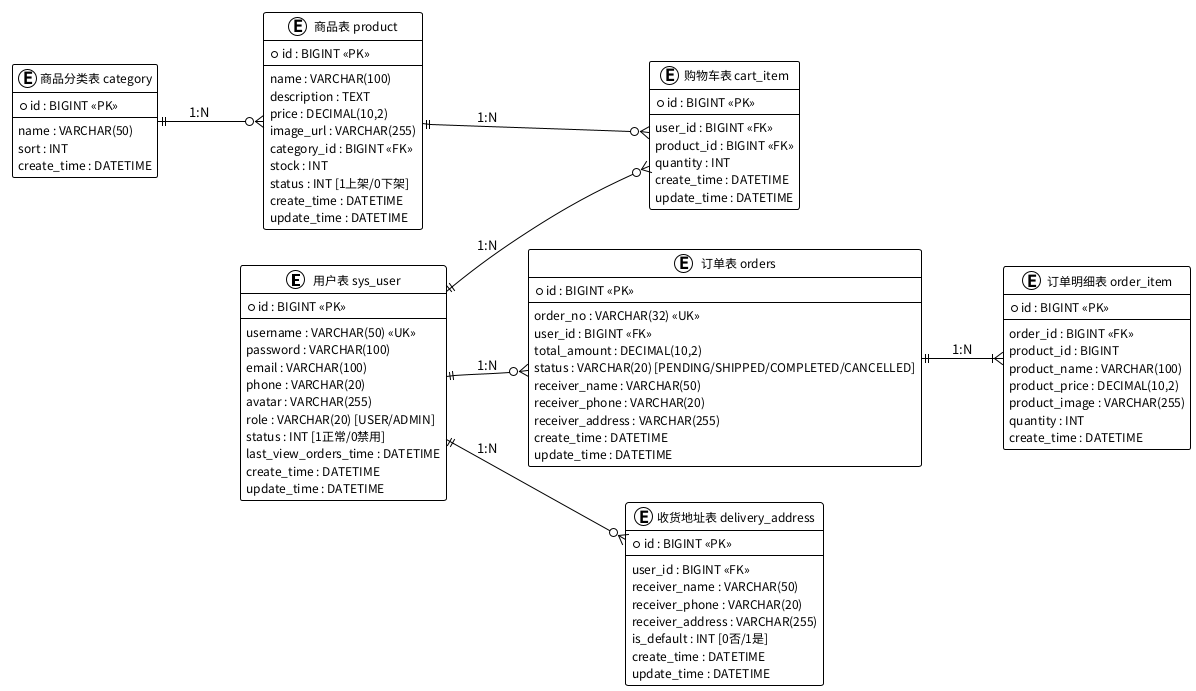 E 商品分类表 category
id : BIGINT «PK»
name : VARCHAR(50)
sort : INT
create_time : DATETIME
1:N
E 商品表 product
id : BIGINT «PK»
name : VARCHAR(100)
description : TEXT
price : DECIMAL(10,2)
image_url : VARCHAR(255)
category_id : BIGINT «FK»
stock : INT
status : INT [1上架/0下架]
create_time : DATETIME
update_time : DATETIME
1:N
E 购物车表 cart_item
id : BIGINT «PK»
user_id : BIGINT «FK»
product_id : BIGINT «FK»
quantity : INT
create_time : DATETIME
update_time : DATETIME
1:N
E 用户表 sys_user
id : BIGINT «PK»
username : VARCHAR(50) «UK»
password : VARCHAR(100)
email : VARCHAR(100)
phone : VARCHAR(20)
avatar : VARCHAR(255)
role : VARCHAR(20) [USER/ADMIN]
status : INT [1正常/0禁用]
last_view_orders_time : DATETIME
create_time : DATETIME
update_time : DATETIME
1:N
E 订单表 orders
id : BIGINT «PK»
order_no : VARCHAR(32) «UK»
user_id : BIGINT «FK»
total_amount : DECIMAL(10,2)
status : VARCHAR(20) [PENDING/SHIPPED/COMPLETED/CANCELLED]
receiver_name : VARCHAR(50)
receiver_phone : VARCHAR(20)
receiver_address : VARCHAR(255)
create_time : DATETIME
update_time : DATETIME
1:N
E 订单明细表 order_item
id : BIGINT «PK»
order_id : BIGINT «FK»
product_id : BIGINT
product_name : VARCHAR(100)
product_price : DECIMAL(10,2)
product_image : VARCHAR(255)
quantity : INT
create_time : DATETIME
1:N
E 收货地址表 delivery_address
id : BIGINT «PK»
user_id : BIGINT «FK»
receiver_name : VARCHAR(50)
receiver_phone : VARCHAR(20)
receiver_address : VARCHAR(255)
is_default : INT [0否/1是]
create_time : DATETIME
update_time : DATETIME